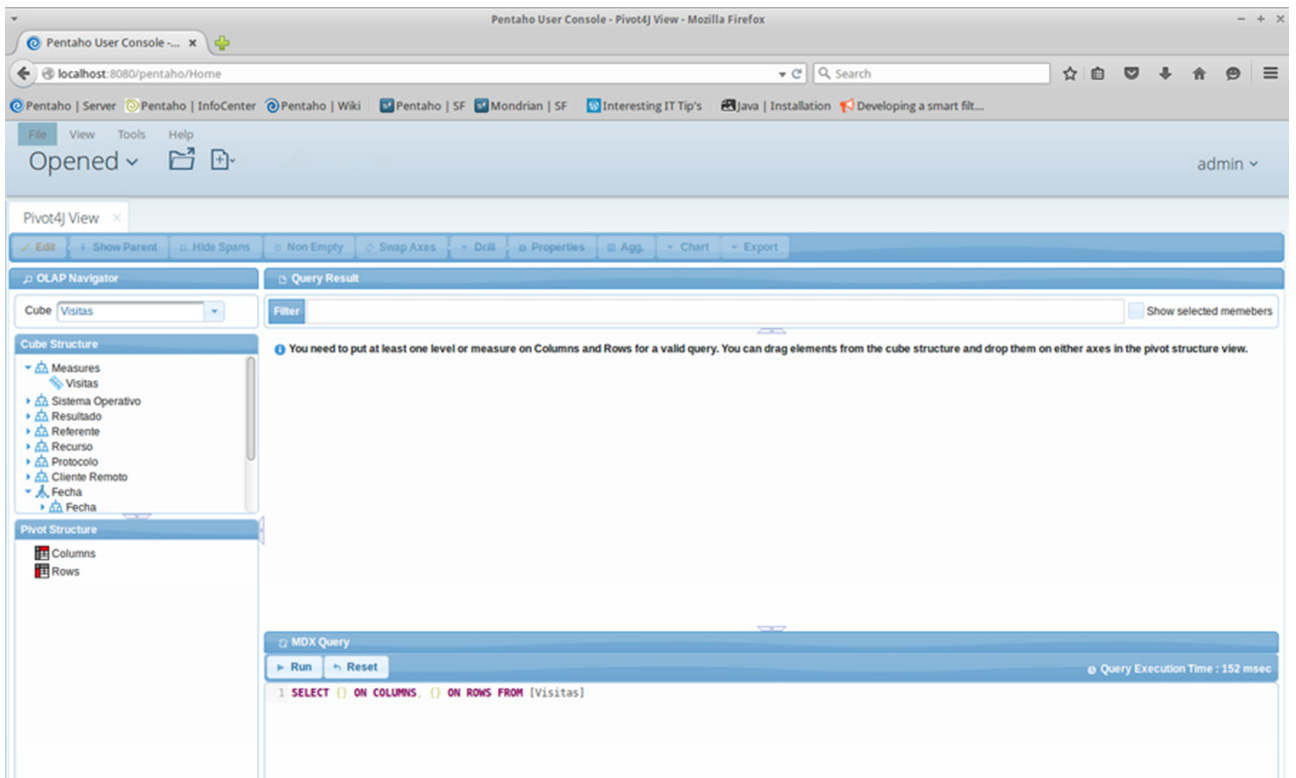 Pentaho User Console - Pivot4J View - Mozilla Firefox
Pentaho User Console -...
localhost:8080/pentaho/Home
Search
Pentaho | Server Pentaho | InfoCenter Pentaho | Wiki Pentaho | SF Mondrian | SF Interesting IT Tip's Java | Installation Developing a smart filt...
File View Tools Help
Opened
admin
Pivot4J View
Edit Show Parent Hide Spans Non Empty Swap Axes Drill Properties Agg. Chart Export
OLAP Navigator
Query Result
Cube Visitas
Filter
Show selected memebers
Cube Structure
You need to put at least one level or measure on Columns and Rows for a valid query. You can drag elements from the cube structure and drop them on either axes in the pivot structure view.
Measures
Visitas
Sistema Operativo
Resultado
Referente
Recurso
Protocolo
Cliente Remoto
Fecha
Fecha
Pivot Structure
Columns
Rows
MDX Query
Run Reset
Query Execution Time : 152 msec
1 SELECT {} ON COLUMNS, {} ON ROWS FROM [Visitas]